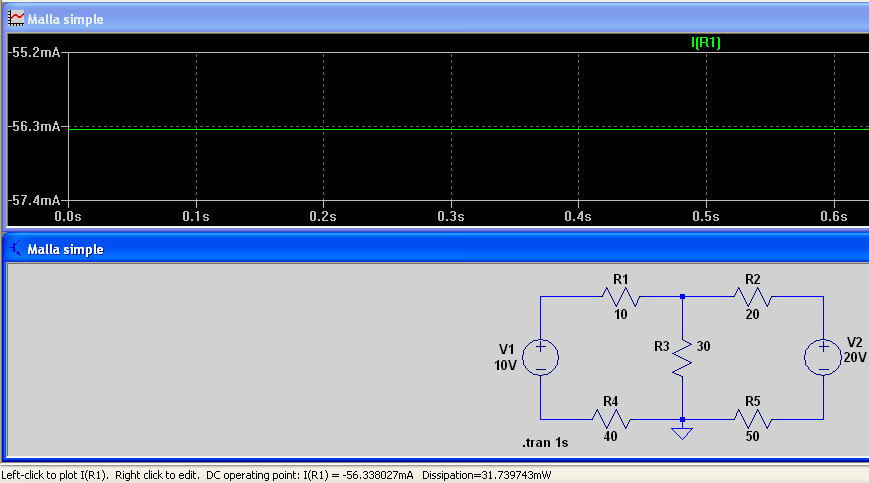 Malla simple
I(R1)
-55.2mA
-56.3mA
-57.4mA
0.0s 0.1s 0.2s 0.3s 0.4s 0.5s 0.6s
Malla simple
R1 R2
10 20
V1 10V
R3 30
V2 20V
R4 R5
40 50
.tran 1s
Left-click to plot I(R1). Right click to edit. DC operating point: I(R1) = -56.338027mA Dissipation=31.739743mW